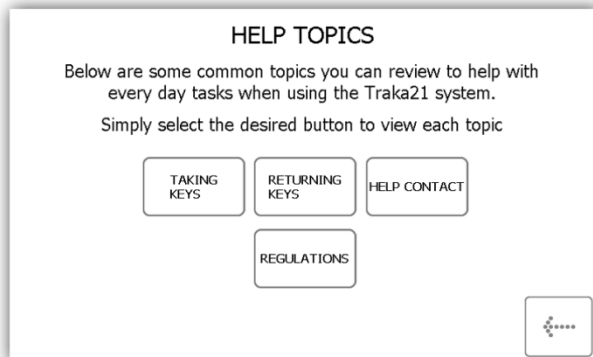 HELP TOPICS
Below are some common topics you can review to help with
every day tasks when using the Traka21 system.
Simply select the desired button to view each topic
TAKING
KEYS
RETURNING
KEYS
HELP CONTACT
REGULATIONS